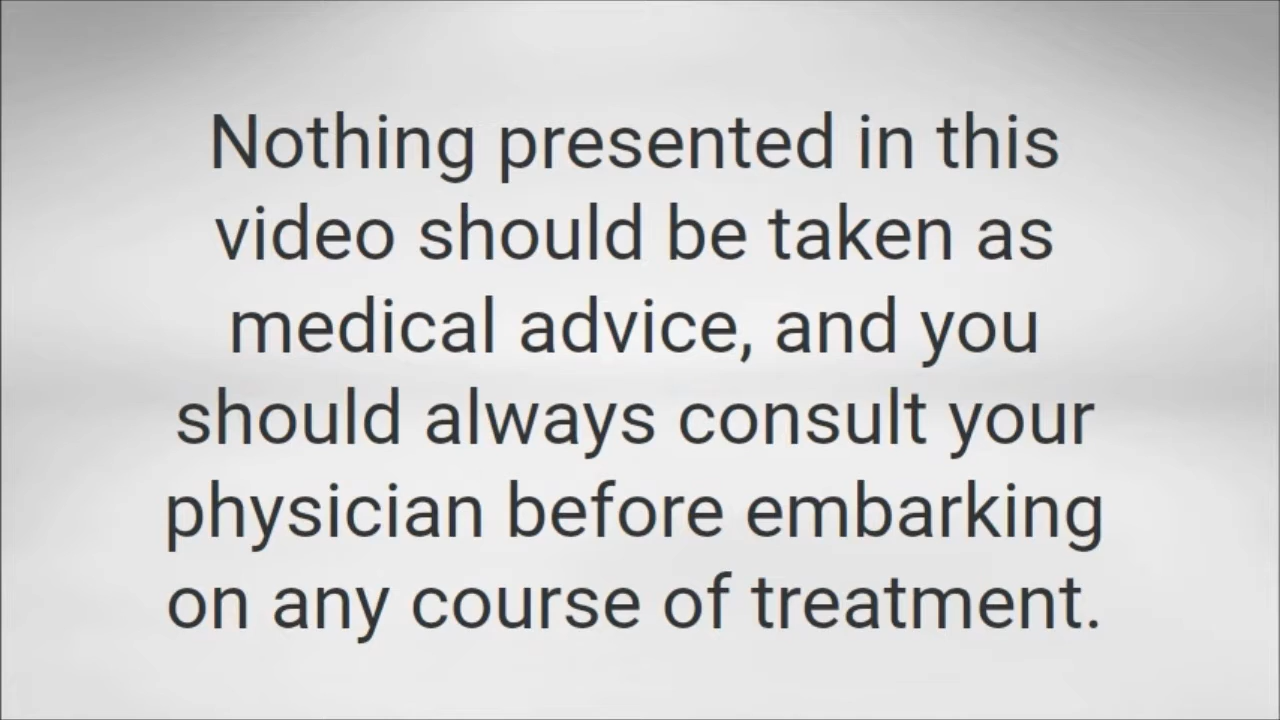 Nothing presented in this
video should be taken as
medical advice, and you
should always consult your
physician before embarking
on any course of treatment.